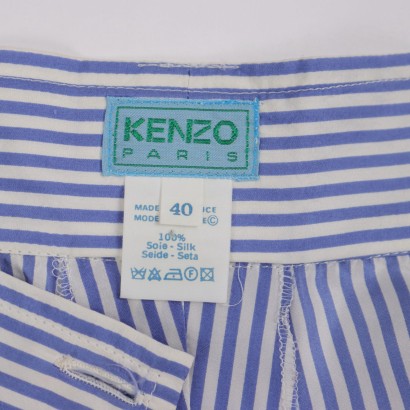 KENZO
PARIS
40
MADE
MODE ©
100%
Soie - Silk
Seide - Seta